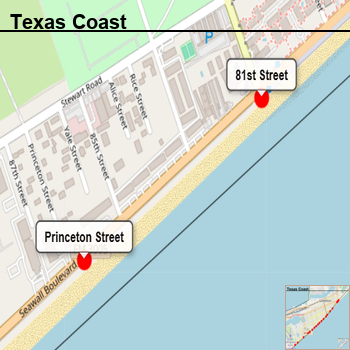 Texas Coast
P
81st Street
Stewart Road
Rice Street
Alice Street
85th Street
Yale Street
Princeton Street
87th Street
Princeton Street
Seawall Boulevard
Texas Coast